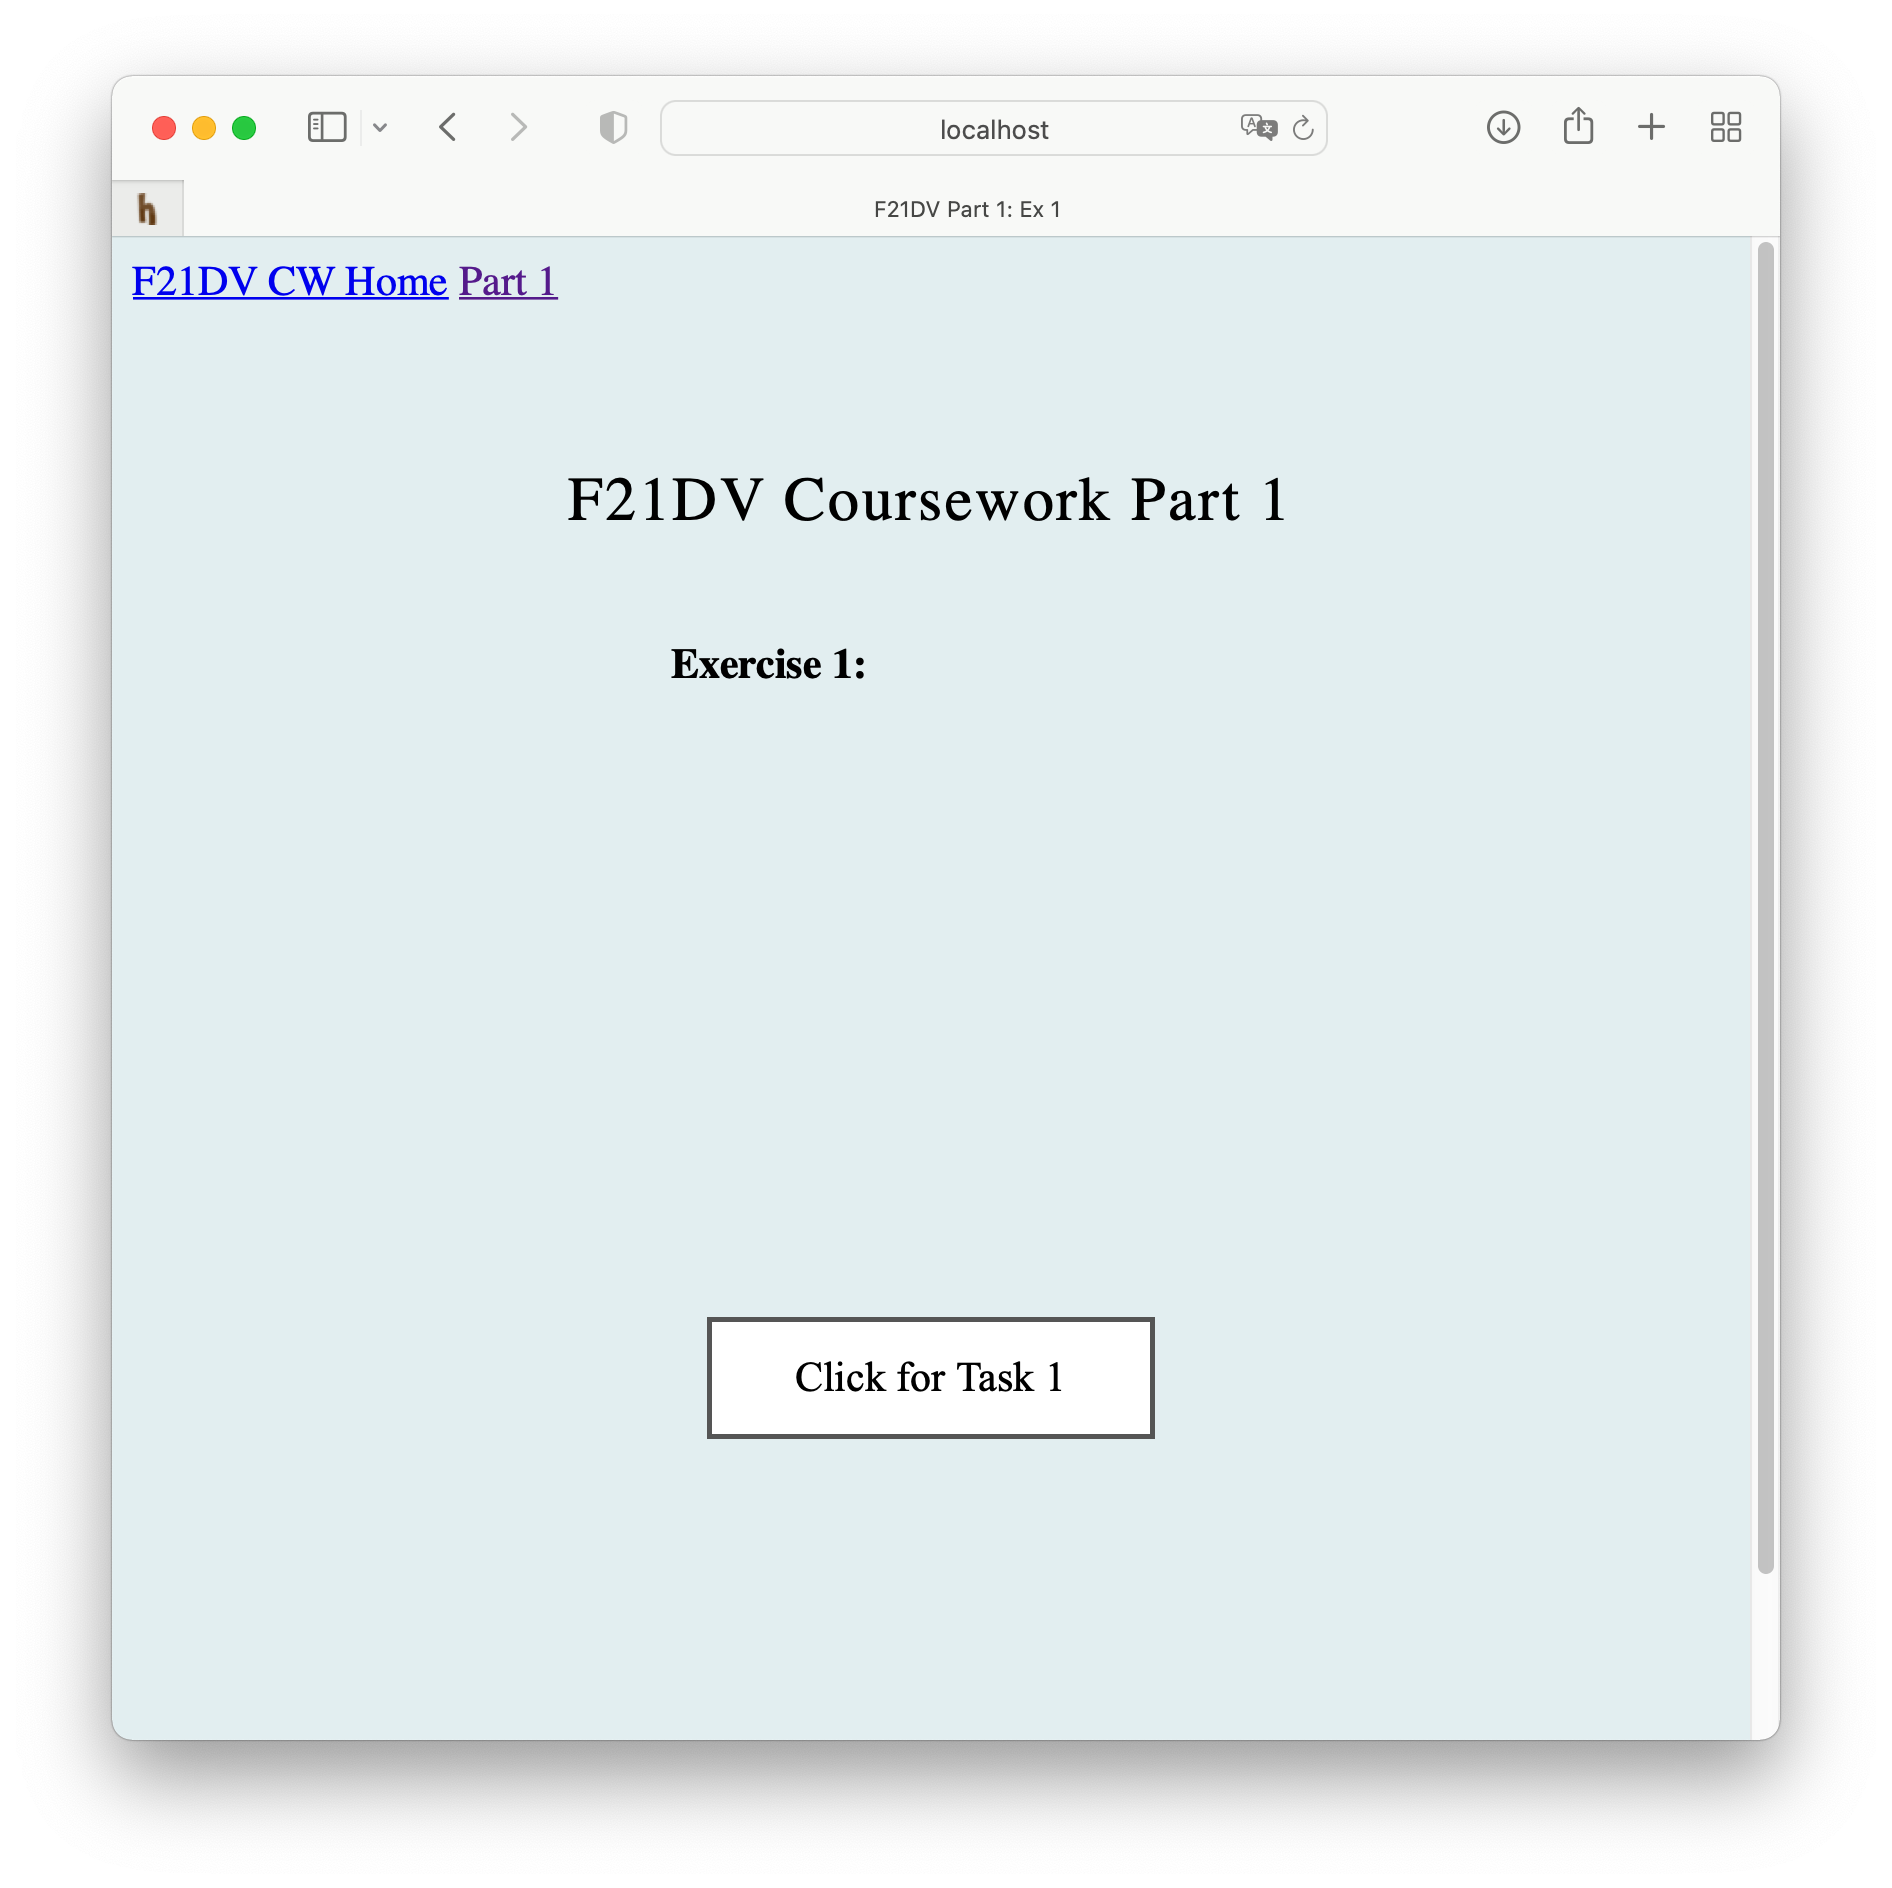 localhost
h
F21DV Part 1: Ex 1
F21DV CW Home Part 1
F21DV Coursework Part 1
Exercise 1:
Click for Task 1